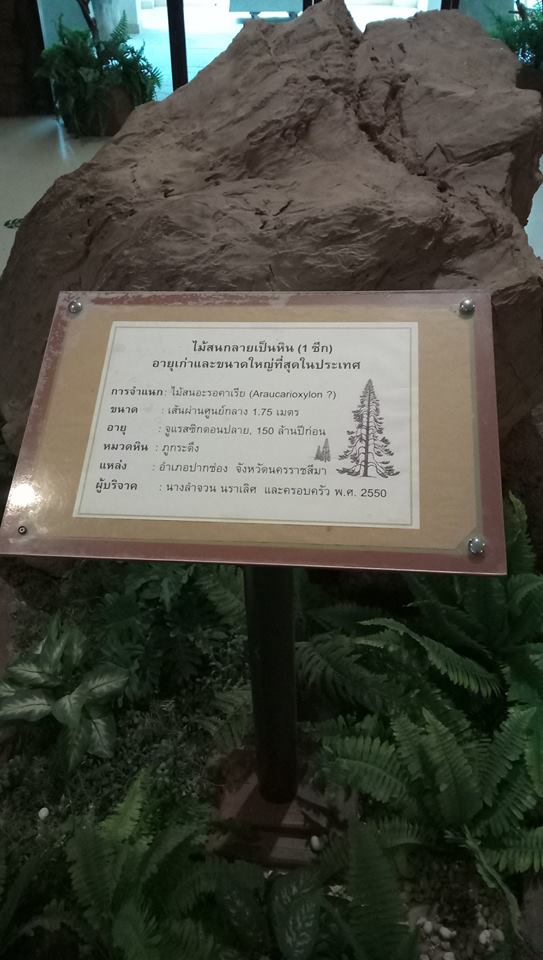 ไม้สนกลายเป็นหิน (1 ซีก)
อายุเก่าและขนาดใหญ่ที่สุดในประเทศ
การจำแนก : ไม้สนอะรอคาเรีย (Araucarioxylon ?)
ขนาด : เส้นผ่านศูนย์กลาง 1.75 เมตร
อายุ : จูแรสซิกตอนปลาย, 150 ล้านปีก่อน
หมวดหิน : ภูกระดึง
แหล่ง : อำเภอปากช่อง จังหวัดนครราชสีมา
ผู้บริจาค : นางลำจวน นราเลิศ และครอบครัว พ.ศ. 2550